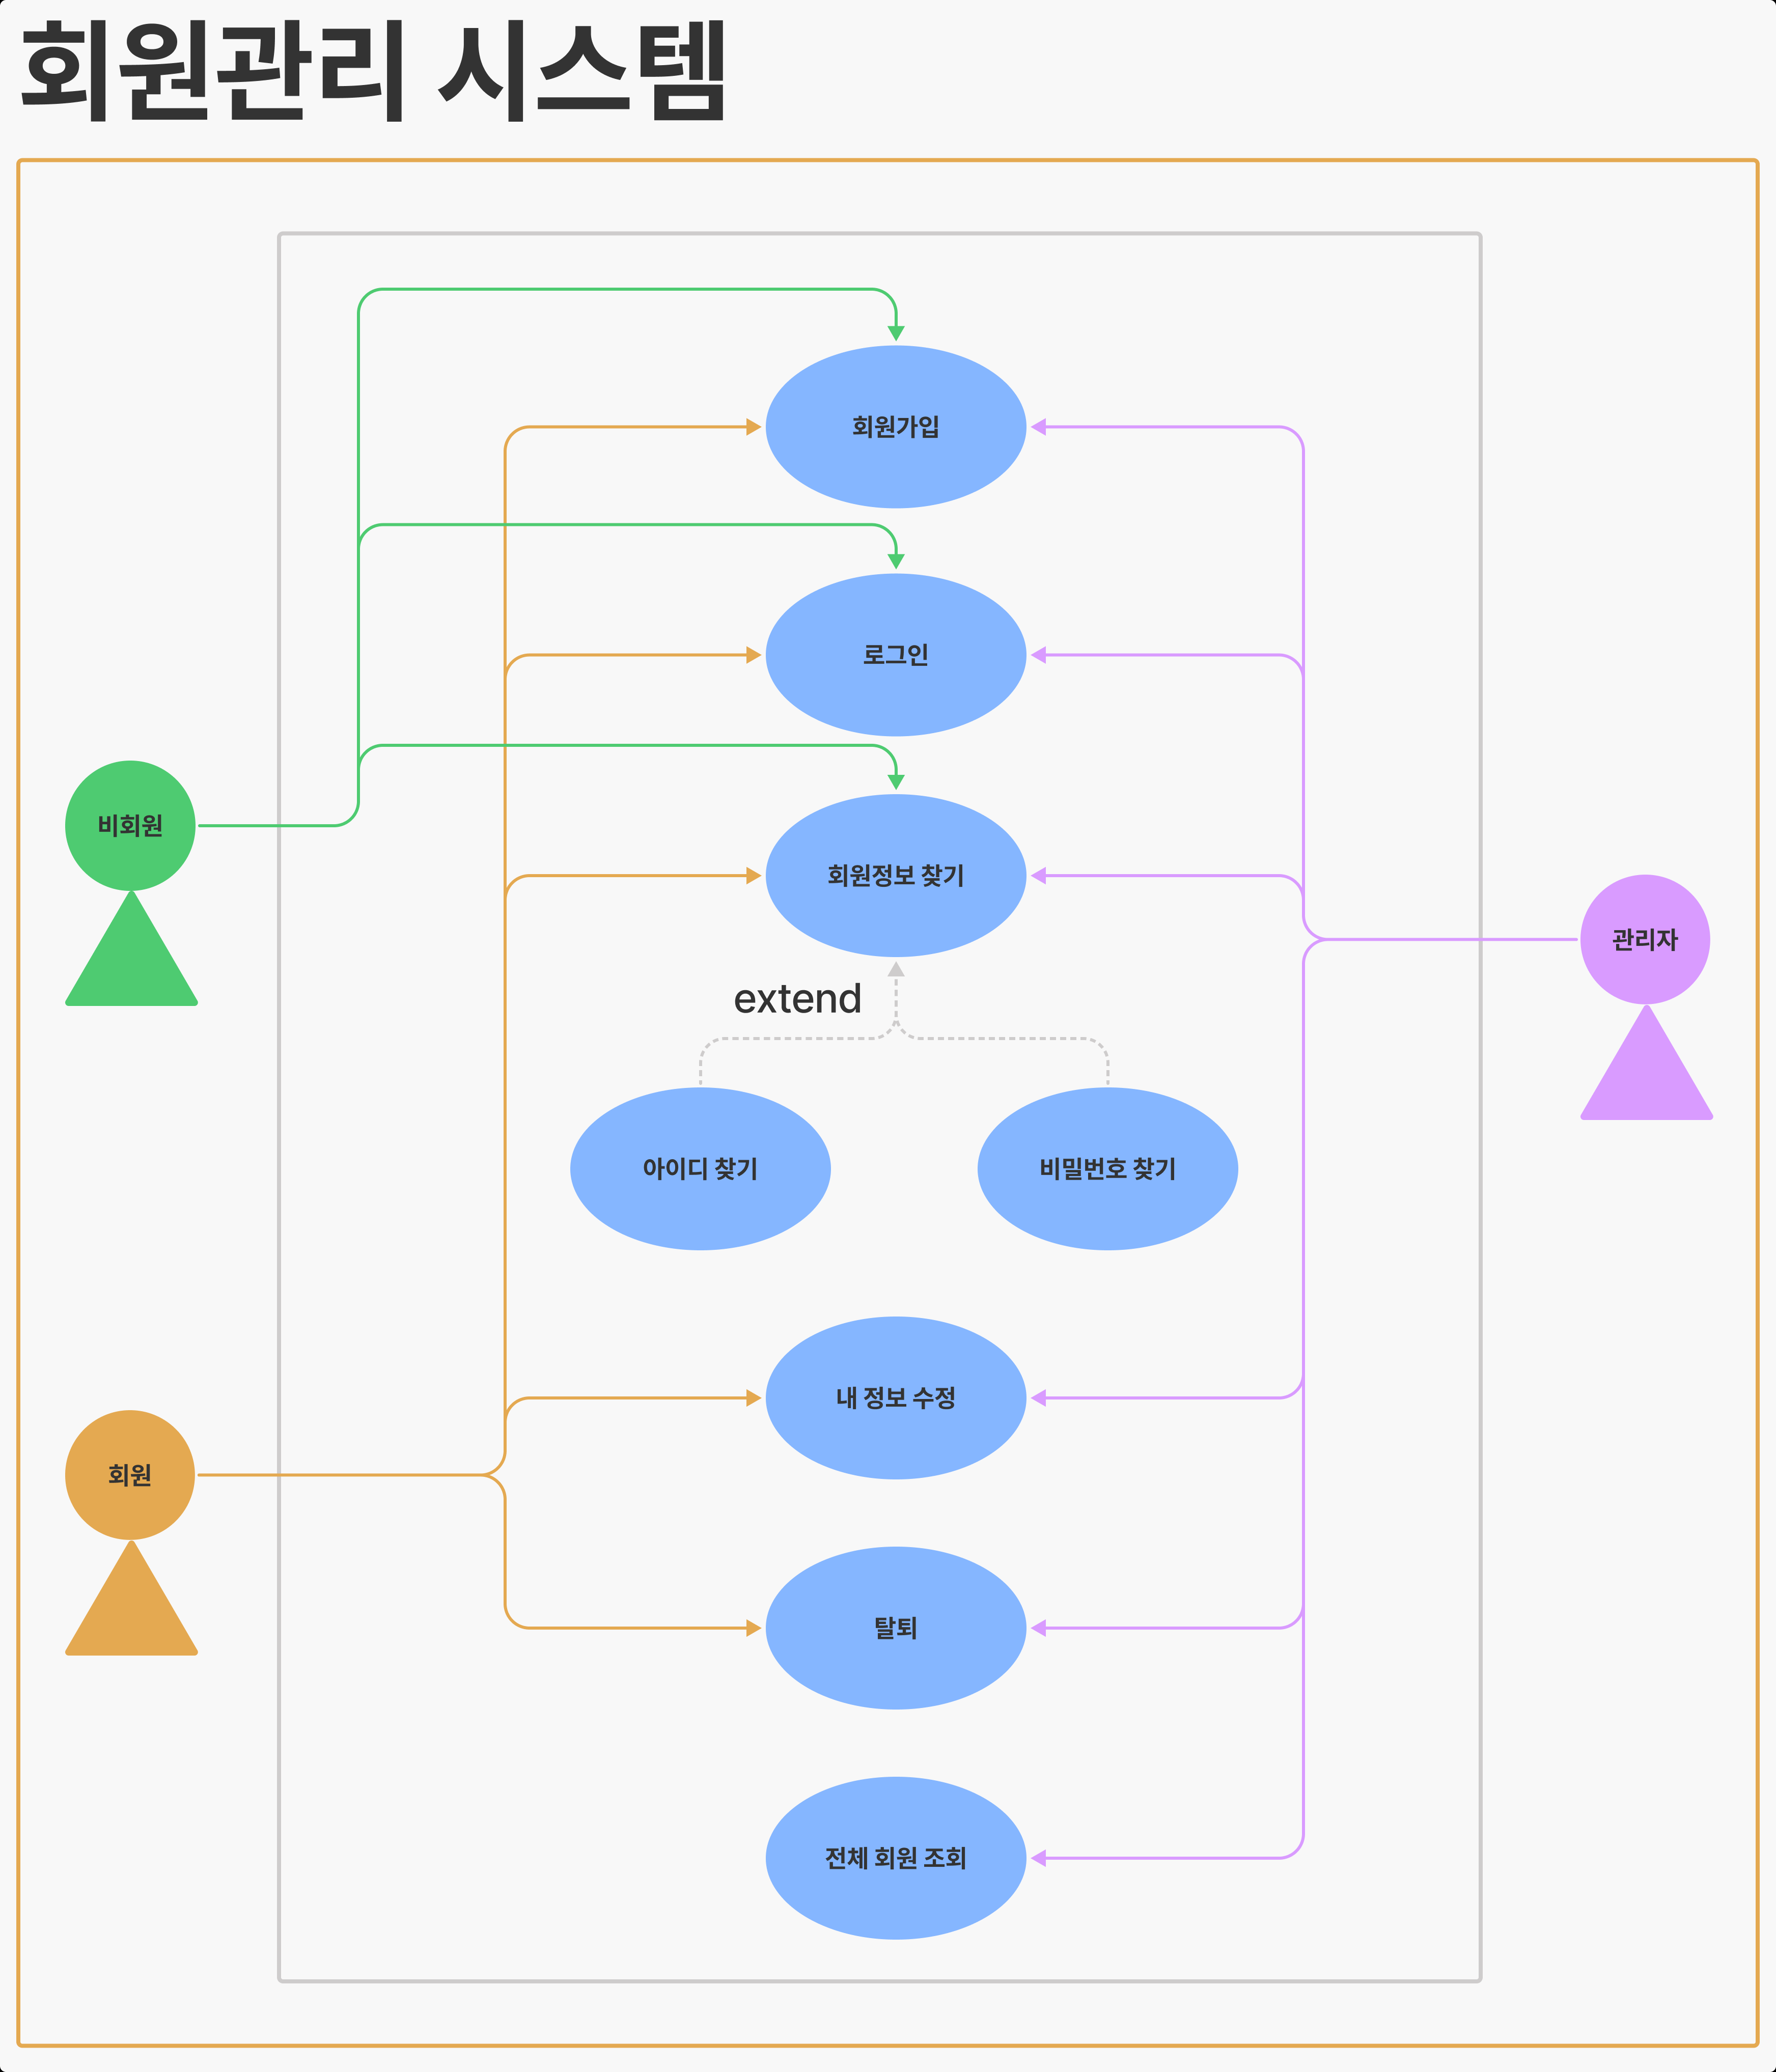 회원관리 시스템
회원가입
로그인
비회원
회원정보 찾기
관리자
extend
아이디 찾기
비밀번호 찾기
내 정보 수정
회원
탈퇴
전체 회원 조회